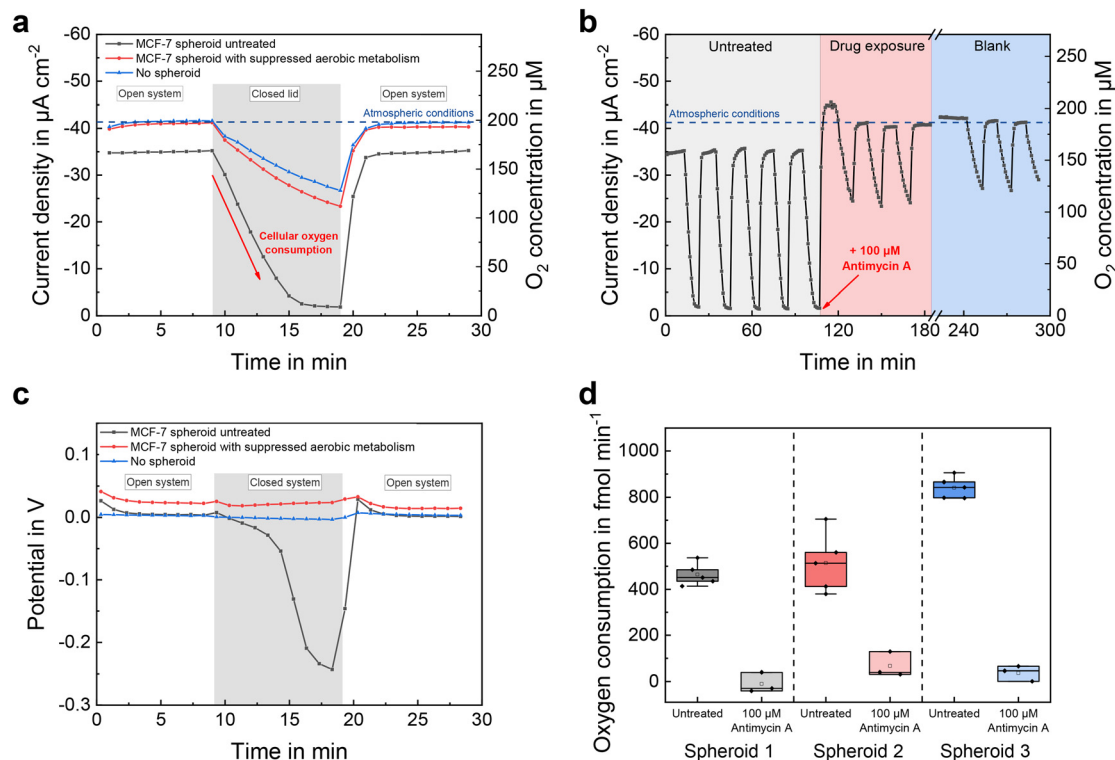 a
MCF-7 spheroid untreated
MCF-7 spheroid with suppressed aerobic metabolism
No spheroid
Open system
Closed lid
Open system
Atmospheric conditions
Cellular oxygen
consumption
-60
-50
-40
-30
-20
-10
0
250
200
150
100
50
0
0 5 10 15 20 25 30
Current density in µA cm⁻²
O₂ concentration in µM
Time in min
b
Untreated
Drug exposure
Blank
Atmospheric conditions
+ 100 µM
Antimycin A
-60
-50
-40
-30
-20
-10
0
250
200
150
100
50
0
0 60 120 180 240 300
Current density in µA cm⁻²
O₂ concentration in µM
Time in min
c
MCF-7 spheroid untreated
MCF-7 spheroid with suppressed aerobic metabolism
No spheroid
Open system
Closed system
Open system
0.1
0.0
-0.1
-0.2
-0.3
0 5 10 15 20 25 30
Potential in V
Time in min
d
1000
800
600
400
200
0
Oxygen consumption in fmol min⁻¹
Untreated
100 µM
Antimycin A
Untreated
100 µM
Antimycin A
Untreated
100 µM
Antimycin A
Spheroid 1
Spheroid 2
Spheroid 3